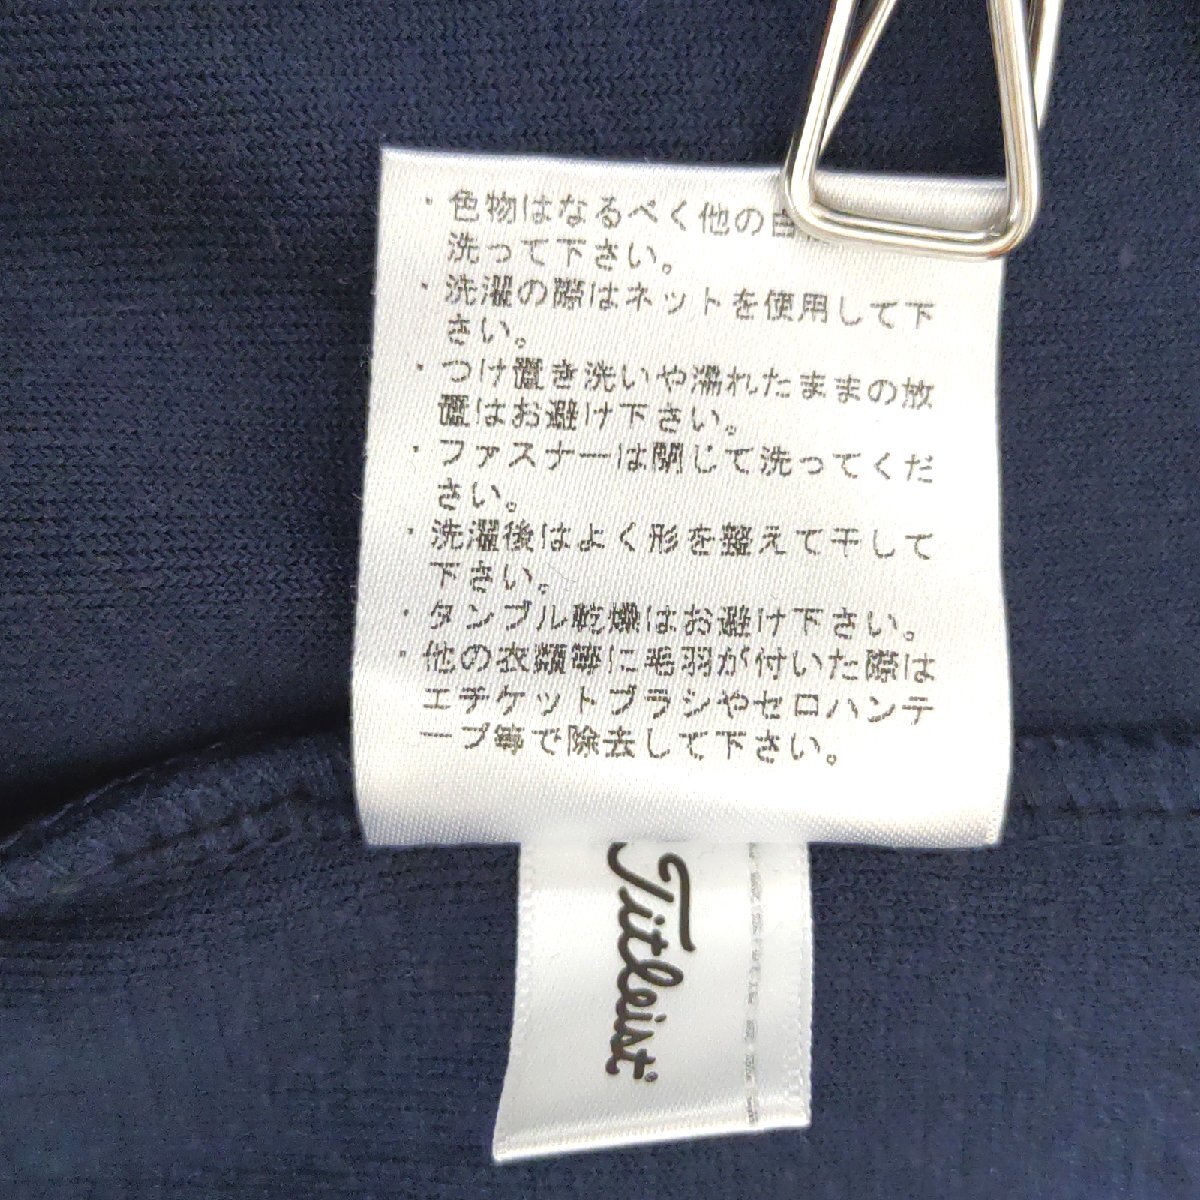 ・色物はなるべく他の白
洗って下さい。
・洗濯の際はネットを使用して下
さい。
・つけ置き洗いや濡れたままの放
置はお避け下さい。
・ファスナーは閉じて洗ってくだ
さい。
・洗濯後はよく形を整えて干して
下さい。
・タンブル乾燥はお避け下さい。
・他の衣類等に毛羽が付いた際は
エチケットブラシやセロハンテ
ープ等で除去して下さい。
Titleist